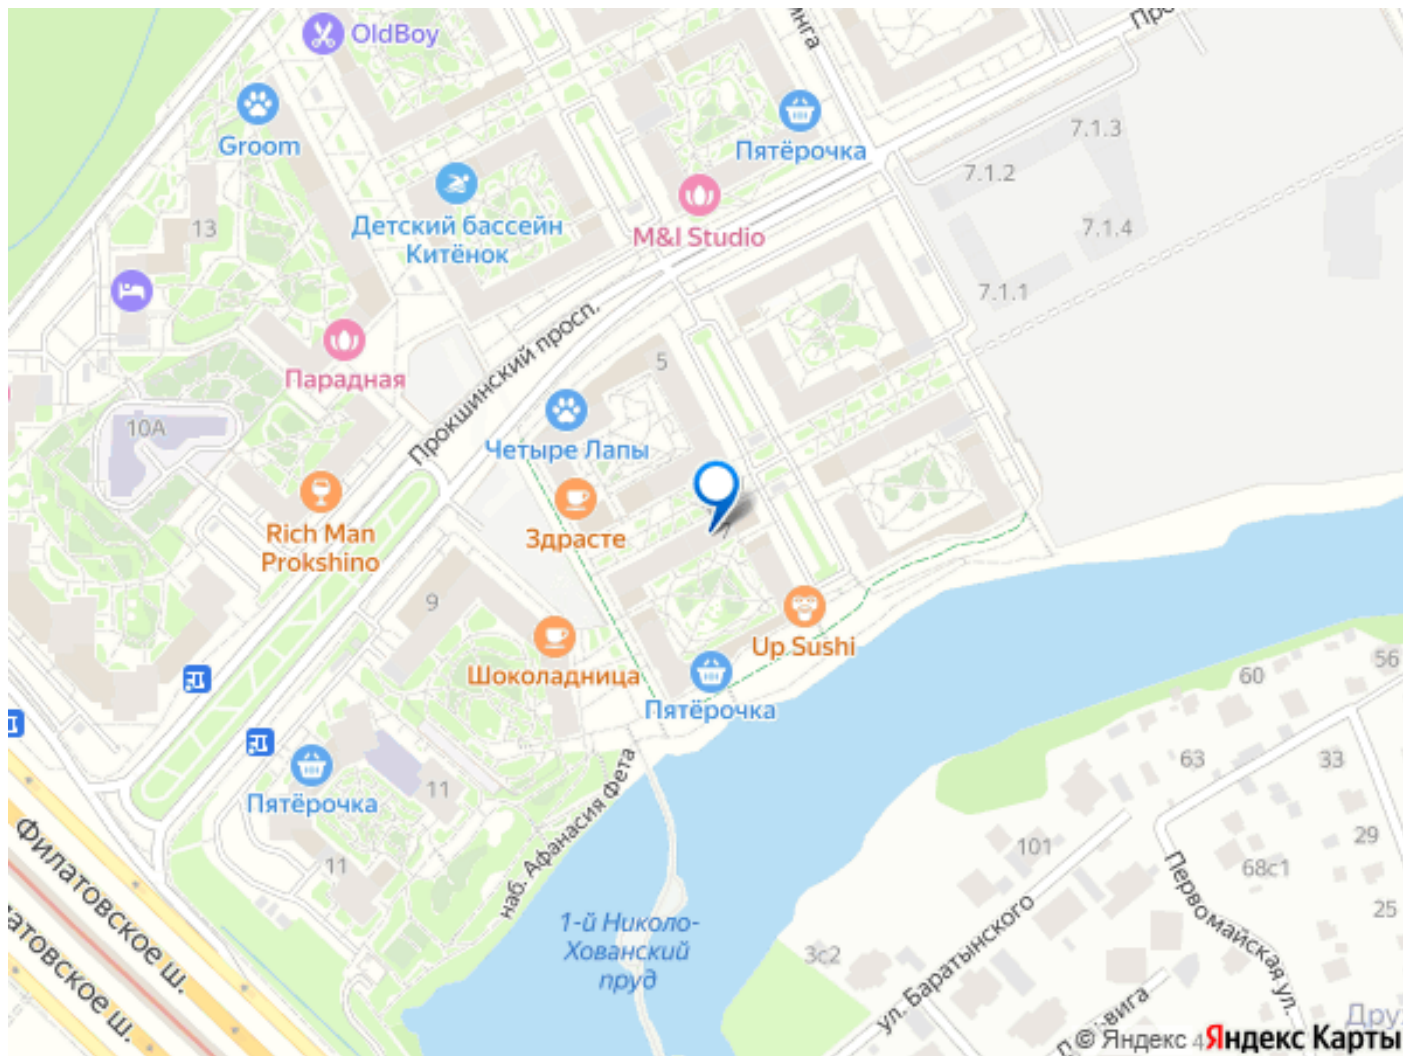 OldBoy
Groom
Пятёрочка
7.1.3
7.1.2
M&I Studio
Детский бассейн
Китёнок
13
7.1.4
7.1.1
Прокшинский просп.
Парадная
5
10А
Четыре Лапы
Rich Man
Prokshino
Здрасте
7
9
Up Sushi
Шоколадница
Пятёрочка
56
60
63
33
Пятёрочка
11
наб. Афанасия Фета
Филатовское ш.
11
101
29
68с1
25
Первомайская ул.
1-й Николо-
Хованский
пруд
3с2
ул. Баратынского
© Яндекс
Яндекс Карты